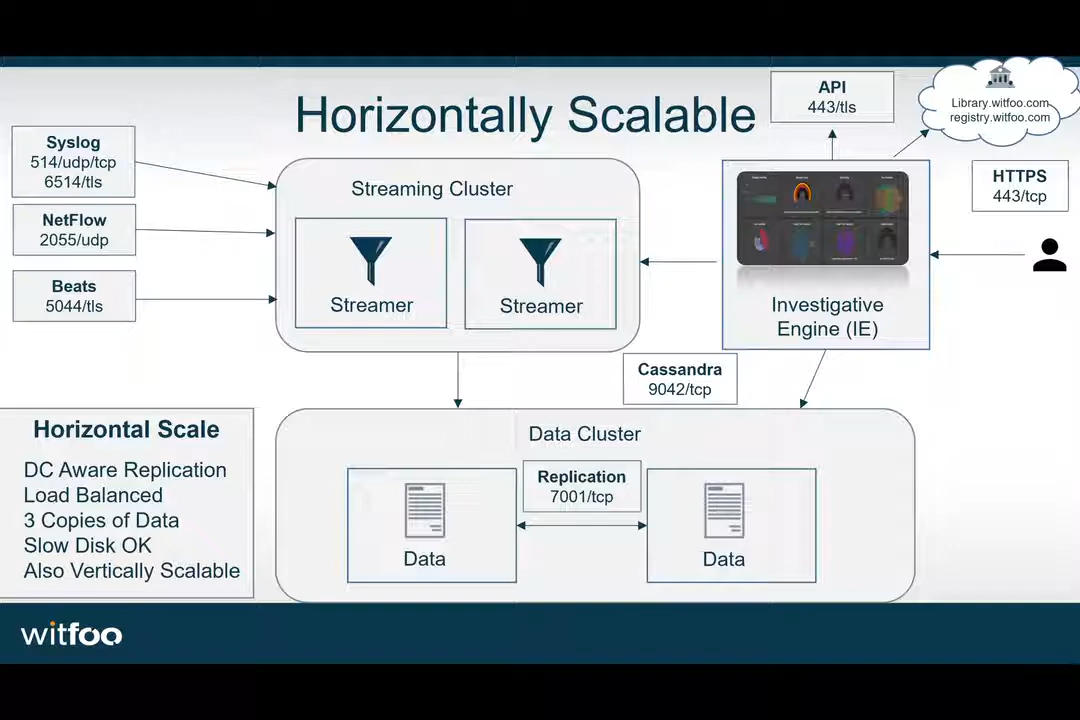 Horizontally Scalable
API
443/tls
Library.witfoo.com
registry.witfoo.com
Syslog
514/udp/tcp
6514/tls
NetFlow
2055/udp
Beats
5044/tls
Streaming Cluster
Streamer
Streamer
Investigative
Engine (IE)
HTTPS
443/tcp
Cassandra
9042/tcp
Horizontal Scale
DC Aware Replication
Load Balanced
3 Copies of Data
Slow Disk OK
Also Vertically Scalable
Data Cluster
Replication
7001/tcp
Data
Data
witfoo